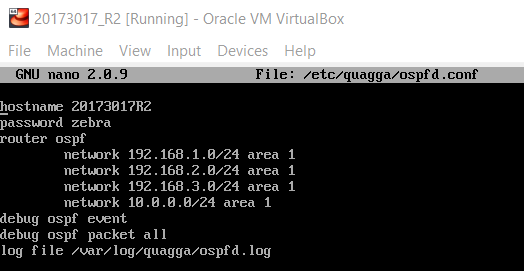 20173017_R2 [Running] - Oracle VM VirtualBox
File Machine View Input Devices Help
GNU nano 2.0.9 File: /etc/quagga/ospfd.conf
hostname 20173017R2
password zebra
router ospf
network 192.168.1.0/24 area 1
network 192.168.2.0/24 area 1
network 192.168.3.0/24 area 1
network 10.0.0.0/24 area 1
debug ospf event
debug ospf packet all
log file /var/log/quagga/ospfd.log